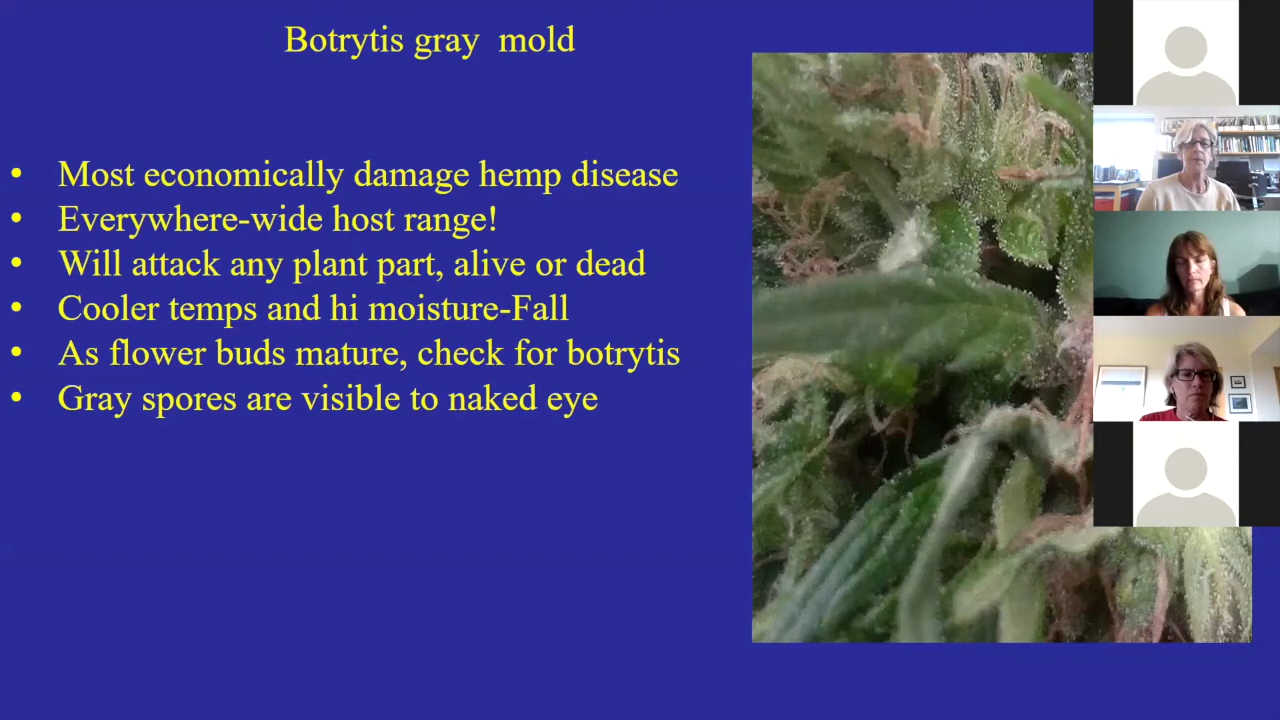 Botrytis gray mold
• Most economically damage hemp disease
• Everywhere-wide host range!
• Will attack any plant part, alive or dead
• Cooler temps and hi moisture-Fall
• As flower buds mature, check for botrytis
• Gray spores are visible to naked eye